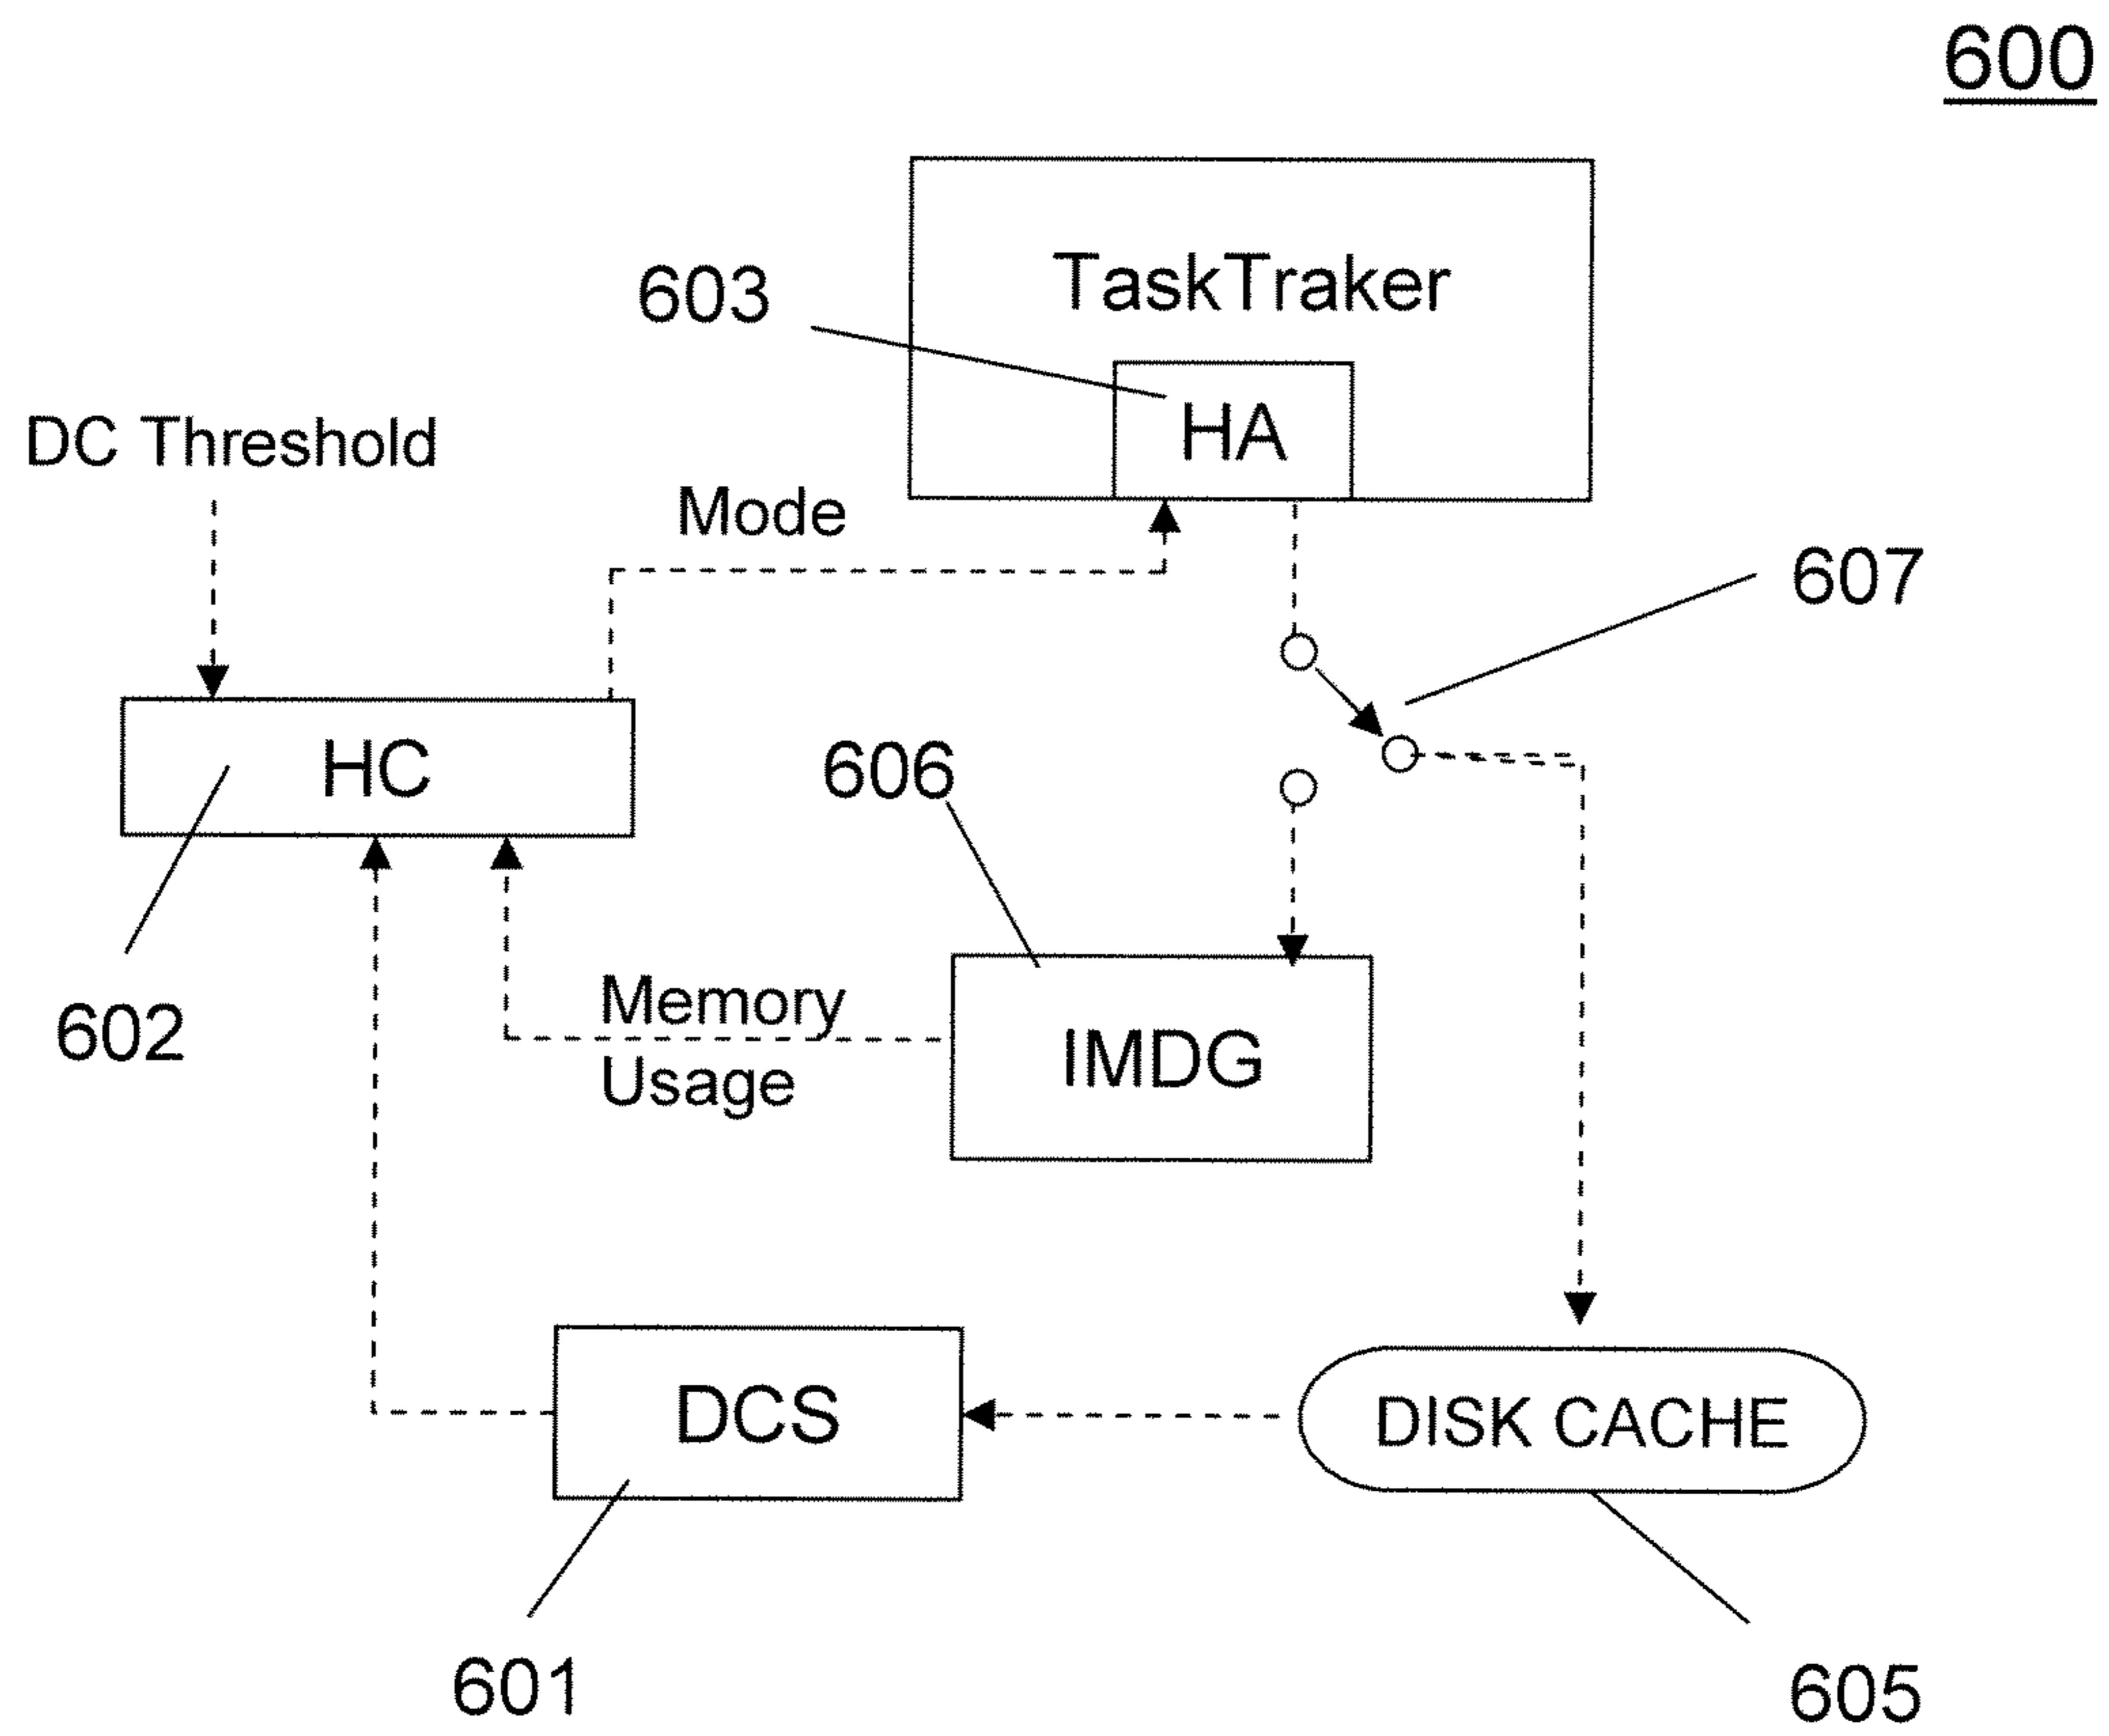 600
TaskTraker
603
HA
DC Threshold
Mode
607
HC
606
602
Memory
Usage
IMDG
DCS
DISK CACHE
601
605